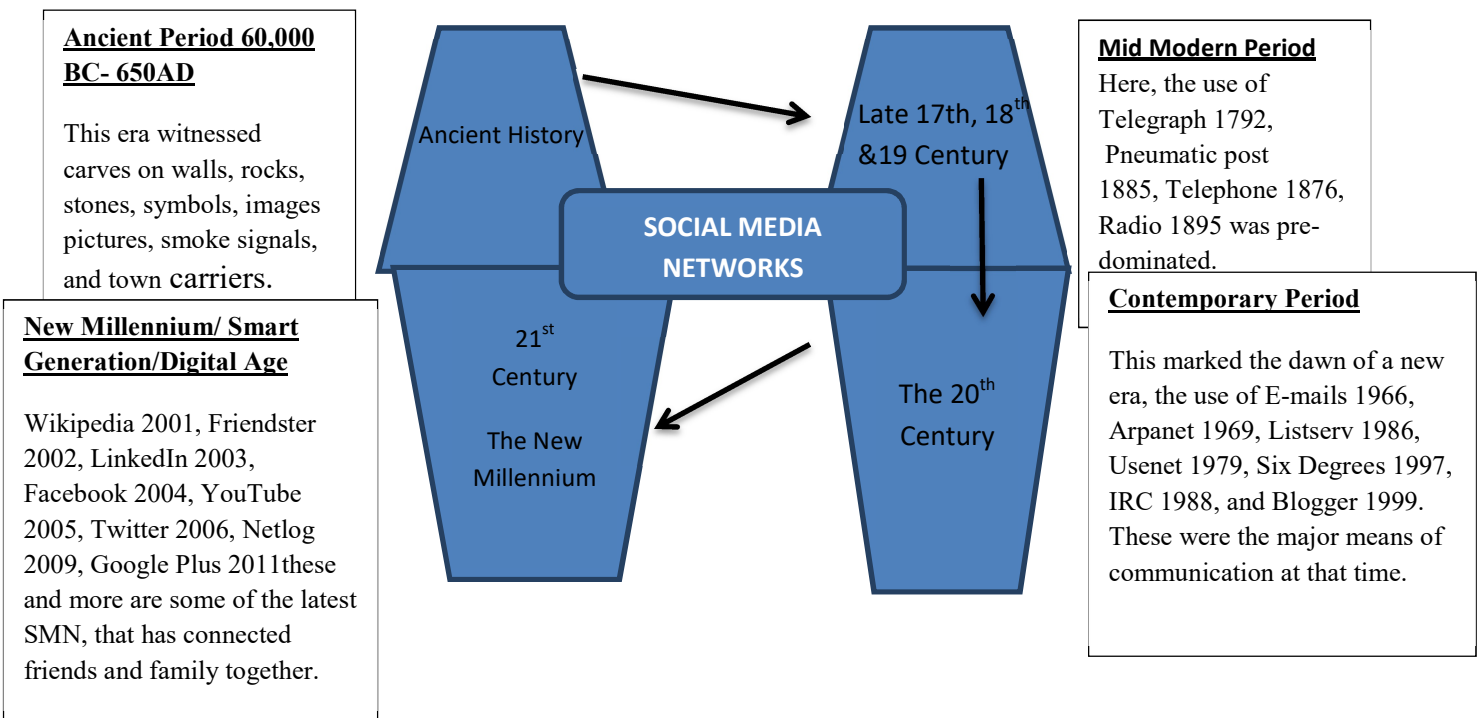 Ancient Period 60,000
BC- 650AD
This era witnessed
carves on walls, rocks,
stones, symbols, images
pictures, smoke signals,
and town carriers.
Ancient History
Late 17th, 18th
&19 Century
Mid Modern Period
Here, the use of
Telegraph 1792,
Pneumatic post
1885, Telephone 1876,
Radio 1895 was pre-
dominated.
SOCIAL MEDIA
NETWORKS
New Millennium/ Smart
Generation/Digital Age
Wikipedia 2001, Friendster
2002, LinkedIn 2003,
Facebook 2004, YouTube
2005, Twitter 2006, Netlog
2009, Google Plus 2011these
and more are some of the latest
SMN, that has connected
friends and family together.
21st
Century
The New
Millennium
The 20th
Century
Contemporary Period
This marked the dawn of a new
era, the use of E-mails 1966,
Arpanet 1969, Listserv 1986,
Usenet 1979, Six Degrees 1997,
IRC 1988, and Blogger 1999.
These were the major means of
communication at that time.